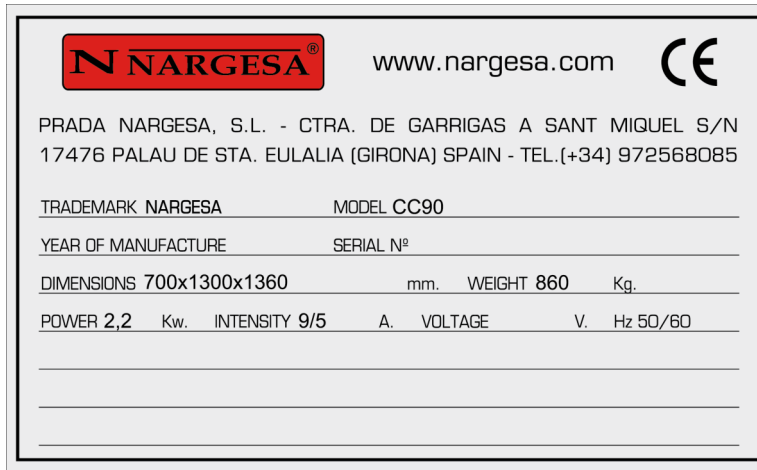 N NARGESA® www.nargesa.com CE
PRADA NARGESA, S.L. - CTRA. DE GARRIGAS A SANT MIQUEL S/N
17476 PALAU DE STA. EULALIA (GIRONA) SPAIN - TEL.(+34) 972568085
TRADEMARK NARGESA MODEL CC90
YEAR OF MANUFACTURE SERIAL Nº
DIMENSIONS 700x1300x1360 mm. WEIGHT 860 Kg.
POWER 2,2 Kw. INTENSITY 9/5 A. VOLTAGE V. Hz 50/60